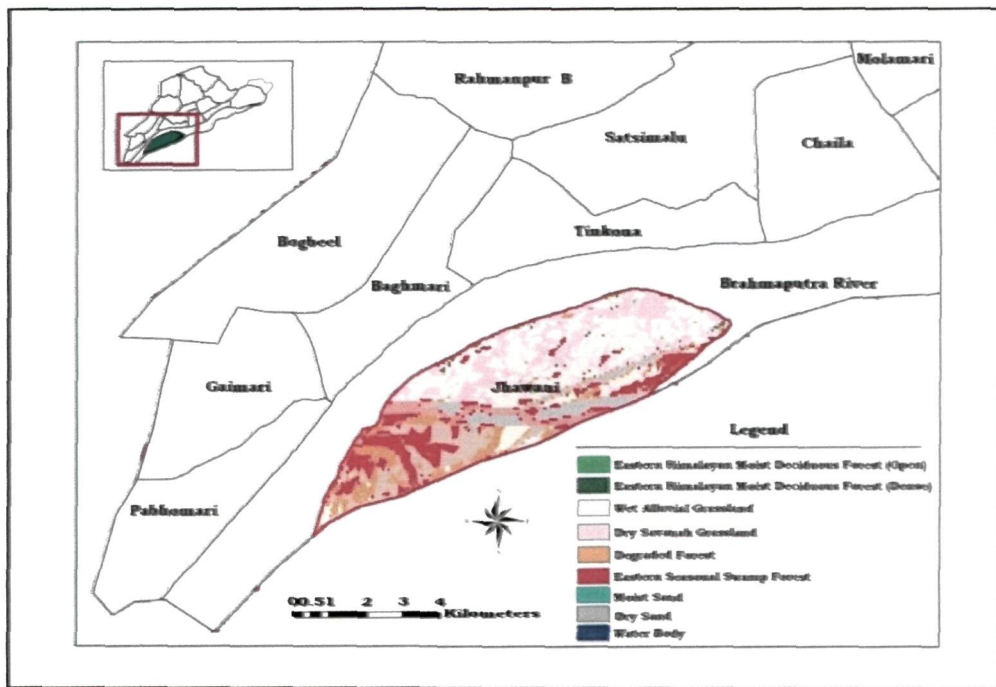 Molamari
Rahmanpur B
Satsimalu
Chaila
Bogheel
Tinkona
Baghmari
Brahmaputra River
Gaimari
Jhawani
Pabhomari
Legend
Eastern Himalayan Moist Deciduous Forest (Open)
Eastern Himalayan Moist Deciduous Forest (Dense)
Wet Alluvial Grassland
Dry Savanah Grassland
Degraded Forest
Eastern Seasonal Swamp Forest
Moist Sand
Dry Sand
Water Body
00.51 2 3 4
Kilometers